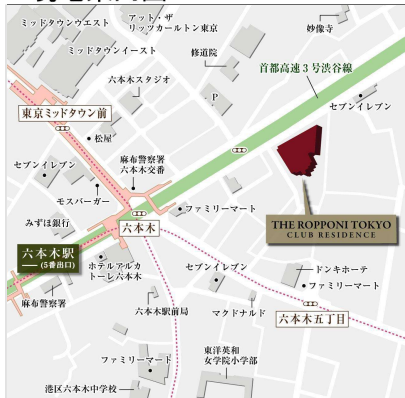 ミッドタウンウエスト
アット・ザ
リッツカールトン東京
妙像寺
ミッドタウンイースト
修道院
六本木スタジオ
首都高速3号渋谷線
P
セブンイレブン
東京ミッドタウン前
松屋
セブンイレブン
麻布警察署
六本木交番
モスバーガー
ファミリーマート
みずほ銀行
六本木
THE ROPPONI TOKYO
CLUB RESIDENCE
六本木駅
(5番出口)
ホテルアルカ
トーレ六本木
セブンイレブン
ドンキホーテ
ファミリーマート
麻布警察署
六本木駅前局
マクドナルド
六本木五丁目
ファミリーマート
東洋英和
女学院小学部
港区六本木中学校